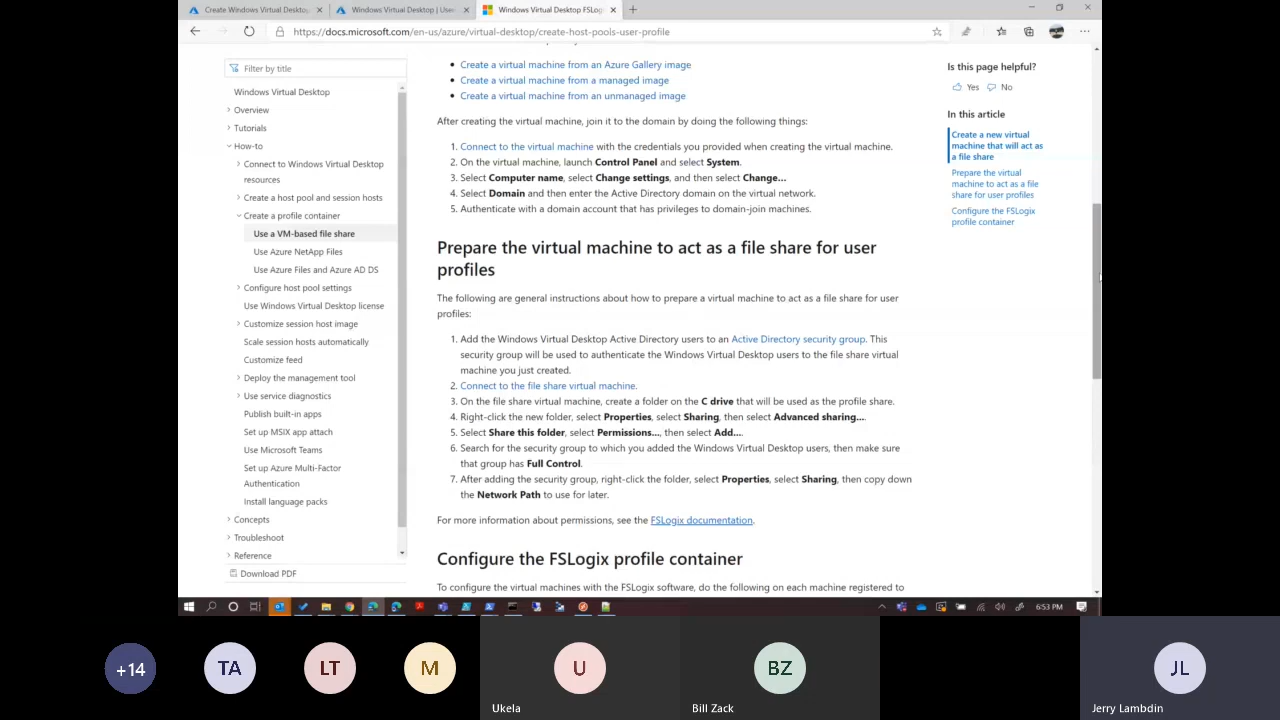 Create Windows Virtual Desktop
Windows Virtual Desktop | User
Windows Virtual Desktop FSLogi
https://docs.microsoft.com/en-us/azure/virtual-desktop/create-host-pools-user-profile
Filter by title
Windows Virtual Desktop
Overview
Tutorials
How-to
Connect to Windows Virtual Desktop
resources
Create a host pool and session hosts
Create a profile container
Use a VM-based file share
Use Azure NetApp Files
Use Azure Files and Azure AD DS
Configure host pool settings
Use Windows Virtual Desktop license
Customize session host image
Scale session hosts automatically
Customize feed
Deploy the management tool
Use service diagnostics
Publish built-in apps
Set up MSIX app attach
Use Microsoft Teams
Set up Azure Multi-Factor
Authentication
Install language packs
Concepts
Troubleshoot
Reference
Download PDF
• Create a virtual machine from an Azure Gallery image
• Create a virtual machine from a managed image
• Create a virtual machine from an unmanaged image
After creating the virtual machine, join it to the domain by doing the following things:
1. Connect to the virtual machine with the credentials you provided when creating the virtual machine.
2. On the virtual machine, launch Control Panel and select System.
3. Select Computer name, select Change settings, and then select Change...
4. Select Domain and then enter the Active Directory domain on the virtual network.
5. Authenticate with a domain account that has privileges to domain-join machines.
Prepare the virtual machine to act as a file share for user
profiles
The following are general instructions about how to prepare a virtual machine to act as a file share for user
profiles:
1. Add the Windows Virtual Desktop Active Directory users to an Active Directory security group. This
security group will be used to authenticate the Windows Virtual Desktop users to the file share virtual
machine you just created.
2. Connect to the file share virtual machine.
3. On the file share virtual machine, create a folder on the C drive that will be used as the profile share.
4. Right-click the new folder, select Properties, select Sharing, then select Advanced sharing....
5. Select Share this folder, select Permissions..., then select Add....
6. Search for the security group to which you added the Windows Virtual Desktop users, then make sure
that group has Full Control.
7. After adding the security group, right-click the folder, select Properties, select Sharing, then copy down
the Network Path to use for later.
For more information about permissions, see the FSLogix documentation.
Configure the FSLogix profile container
To configure the virtual machines with the FSLogix software, do the following on each machine registered to
Is this page helpful?
Yes
No
In this article
Create a new virtual
machine that will act as
a file share
Prepare the virtual
machine to act as a file
share for user profiles
Configure the FSLogix
profile container
6:53 PM
+14
TA
LT
M
U
BZ
JL
Ukela
Bill Zack
Jerry Lambdin